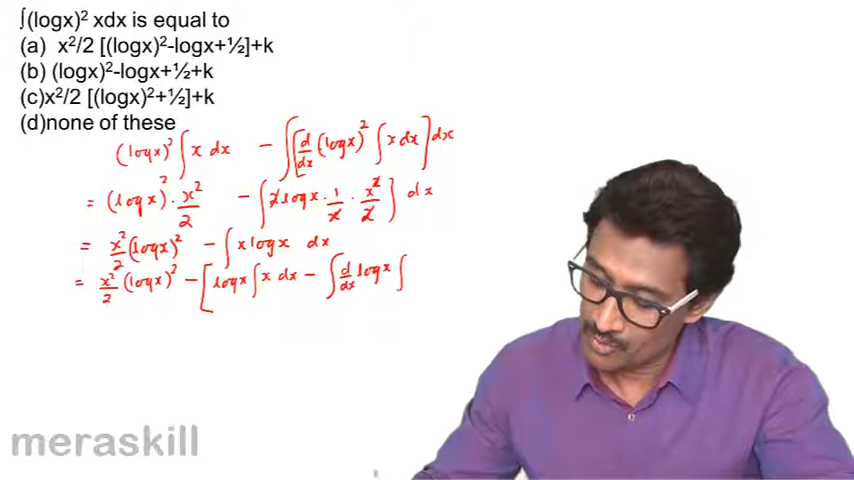 ∫(logx)² xdx is equal to
(a) x²/2 [(logx)²-logx+½]+k
(b) (logx)²-logx+½+k
(c)x²/2 [(logx)²+½]+k
(d)none of these
(logx)² ∫x dx - ∫[d/dx (logx)² ∫x dx] dx
= (logx)² · x²/2 - ∫{2logx · 1/x · x²/2} dx
= x²/2 (logx)² - ∫x logx dx
= x²/2 (logx)² - [logx ∫x dx - ∫d/dx logx ∫
meraskill